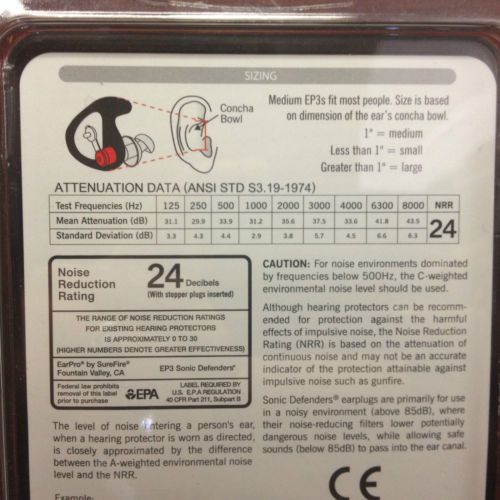 SIZING
Medium EP3s fit most people. Size is based
on dimension of the ear's concha bowl.
1" = medium
Less than 1" = small
Greater than 1" = large
Concha
Bowl
ATTENUATION DATA (ANSI STD S3.19-1974)
Test Frequencies (Hz) 125 250 500 1000 2000 3000 4000 6300 8000 NRR
Mean Attenuation (dB) 31.1 29.9 33.9 31.2 35.6 37.5 33.6 41.8 43.5 24
Standard Deviation (dB) 3.3 4.3 4.4 2.9 3.8 5.7 4.5 6.6 6.3
Noise
Reduction
Rating
24 Decibels
(With stopper plugs inserted)
THE RANGE OF NOISE REDUCTION RATINGS
FOR EXISTING HEARING PROTECTORS
IS APPROXIMATELY 0 TO 30
(HIGHER NUMBERS DENOTE GREATER EFFECTIVENESS)
EarPro® by SureFire®
Fountain Valley, CA
EP3 Sonic Defenders®
Federal law prohibits
removal of this label
prior to purchase
EPA
LABEL REQUIRED BY
U.S. E.P.A REGULATION
40 CFR Part 211, Subpart B
The level of noise entering a person's ear,
when a hearing protector is worn as directed,
is closely approximated by the difference
between the A-weighted environmental noise
level and the NRR.
Example:
CAUTION: For noise environments dominated
by frequencies below 500Hz, the C-weighted
environmental noise level should be used.
Although hearing protectors can be recomm-
ended for protection against the harmful
effects of impulsive noise, the Noise Reduction
Rating (NRR) is based on the attenuation of
continuous noise and may not be an accurate
indicator of the protection attainable against
impulsive noise such as gunfire.
Sonic Defenders® earplugs are primarily for use
in a noisy environment (above 85dB), where
their noise-reducing filters lower potentially
dangerous noise levels, while allowing safe
sounds (below 85dB) to pass into the ear canal.
CE